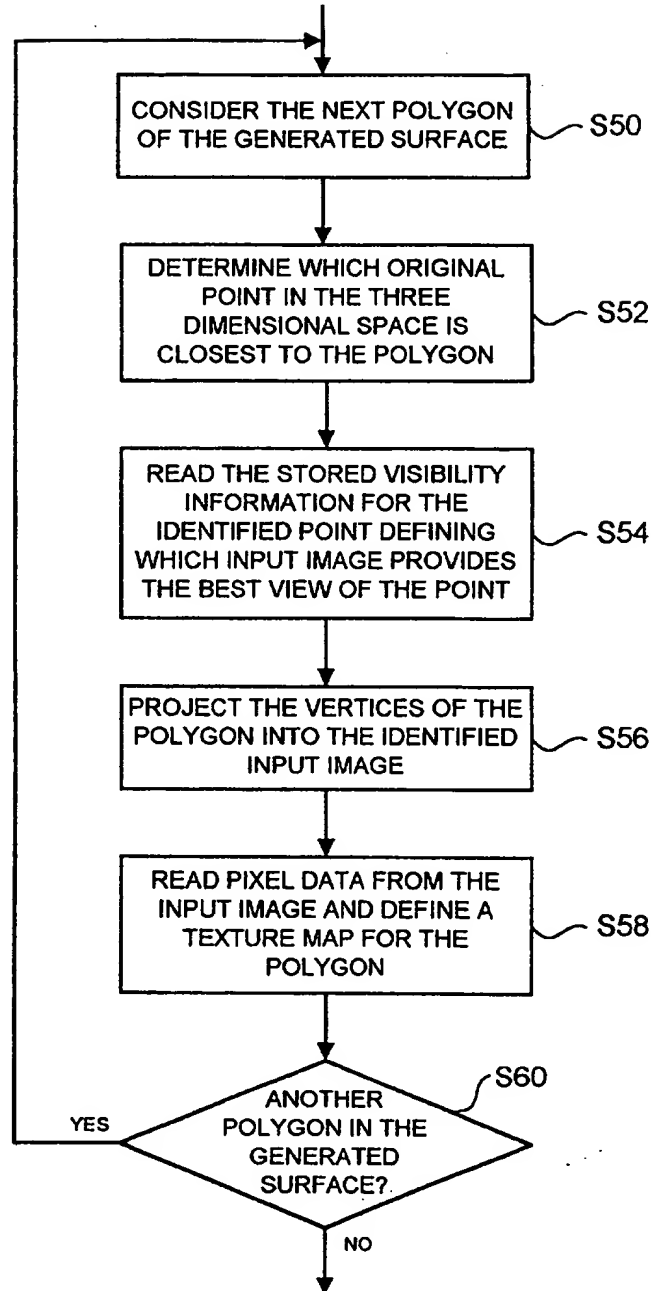 CONSIDER THE NEXT POLYGON
OF THE GENERATED SURFACE
S50
DETERMINE WHICH ORIGINAL
POINT IN THE THREE
DIMENSIONAL SPACE IS
CLOSEST TO THE POLYGON
S52
READ THE STORED VISIBILITY
INFORMATION FOR THE
IDENTIFIED POINT DEFINING
WHICH INPUT IMAGE PROVIDES
THE BEST VIEW OF THE POINT
S54
PROJECT THE VERTICES OF THE
POLYGON INTO THE IDENTIFIED
INPUT IMAGE
S56
READ PIXEL DATA FROM THE
INPUT IMAGE AND DEFINE A
TEXTURE MAP FOR THE
POLYGON
S58
S60
YES
ANOTHER
POLYGON IN THE
GENERATED
SURFACE?
NO